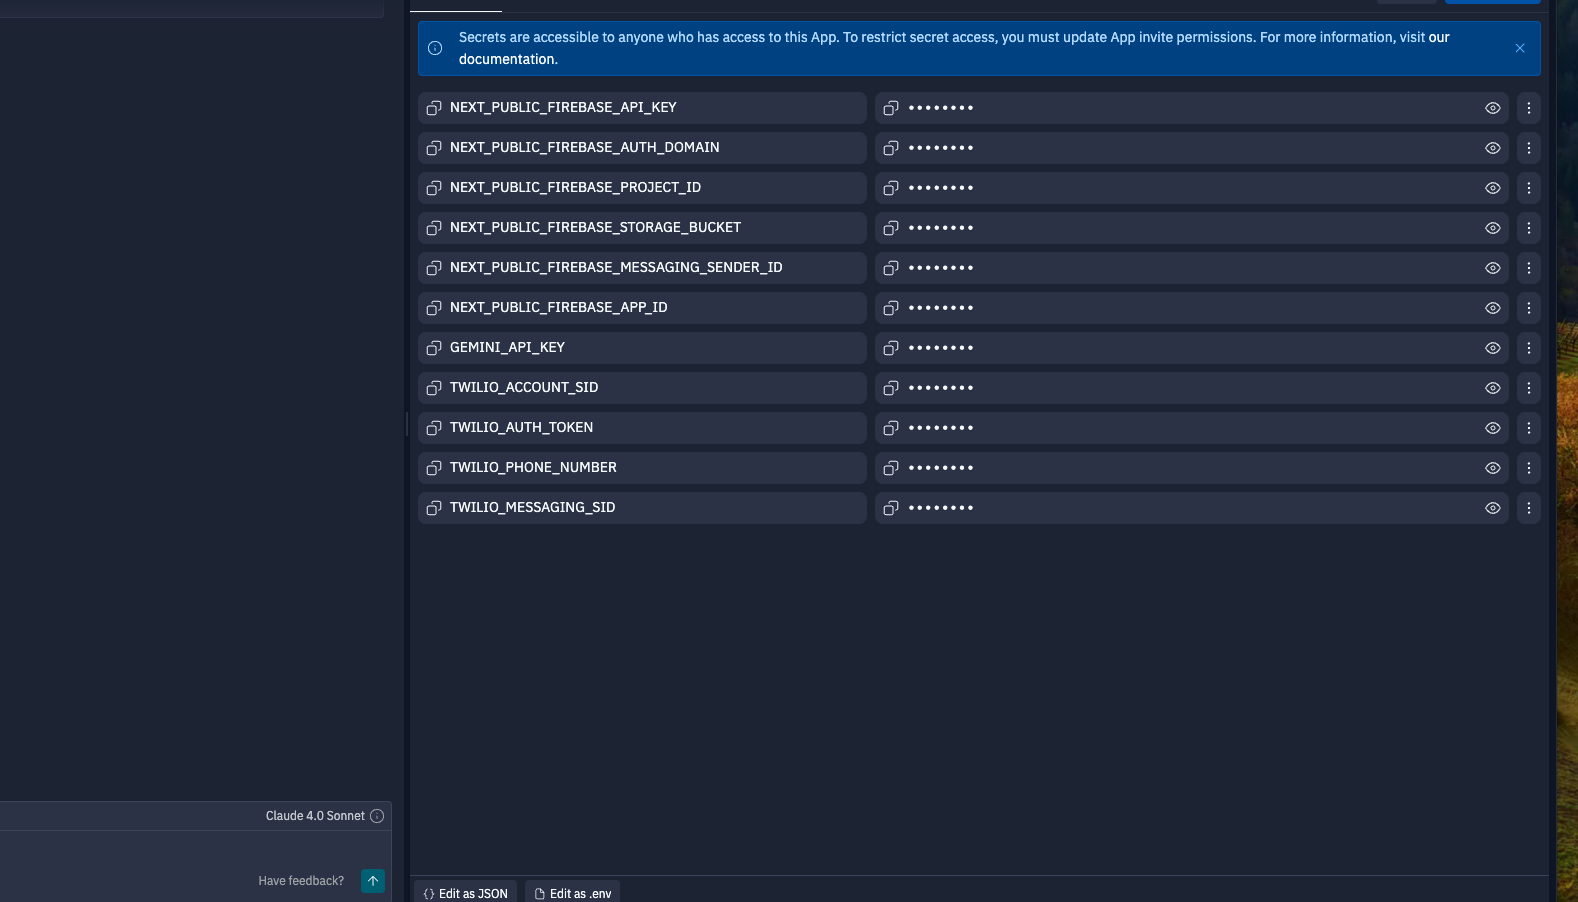 Secrets are accessible to anyone who has access to this App. To restrict secret access, you must update App invite permissions. For more information, visit our
documentation.
NEXT_PUBLIC_FIREBASE_API_KEY ••••••••
NEXT_PUBLIC_FIREBASE_AUTH_DOMAIN ••••••••
NEXT_PUBLIC_FIREBASE_PROJECT_ID ••••••••
NEXT_PUBLIC_FIREBASE_STORAGE_BUCKET ••••••••
NEXT_PUBLIC_FIREBASE_MESSAGING_SENDER_ID ••••••••
NEXT_PUBLIC_FIREBASE_APP_ID ••••••••
GEMINI_API_KEY ••••••••
TWILIO_ACCOUNT_SID ••••••••
TWILIO_AUTH_TOKEN ••••••••
TWILIO_PHONE_NUMBER ••••••••
TWILIO_MESSAGING_SID ••••••••
Claude 4.0 Sonnet
Have feedback?
{} Edit as JSON Edit as .env